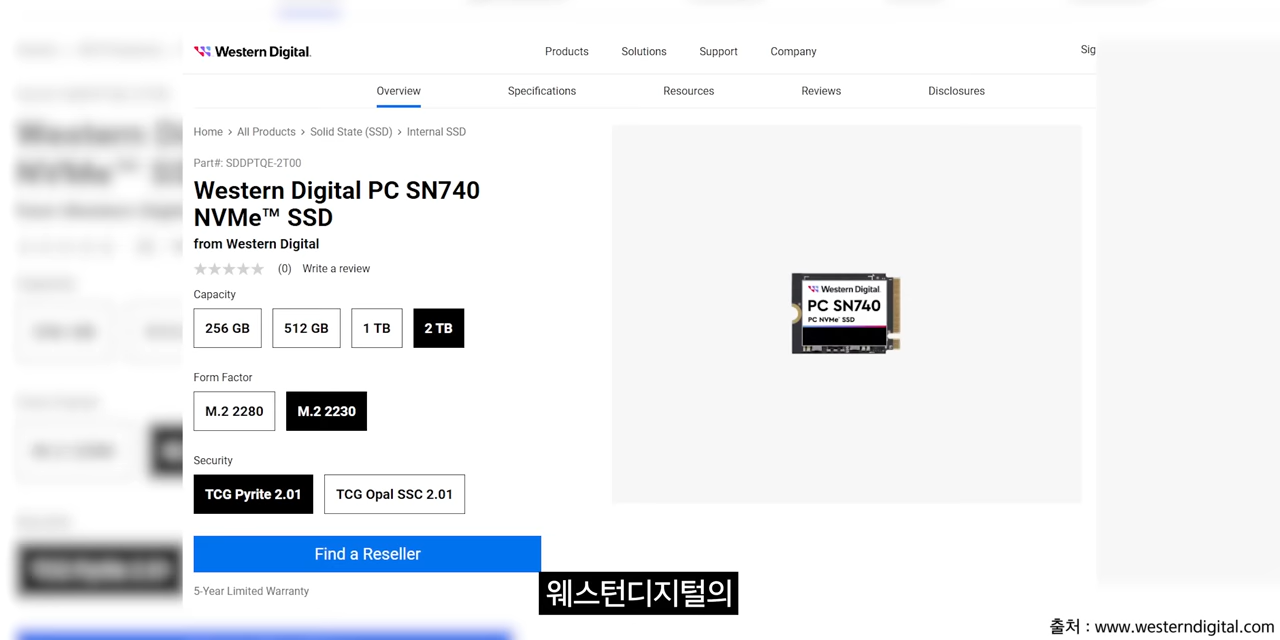 Western Digital.
Products Solutions Support Company Sig
Overview Specifications Resources Reviews Disclosures
Home > All Products > Solid State (SSD) > Internal SSD
Part#: SDDPTQE-2T00
Western Digital PC SN740
NVMe™ SSD
from Western Digital
(0) Write a review
Capacity
256 GB 512 GB 1 TB 2 TB
Form Factor
M.2 2280 M.2 2230
Security
TCG Pyrite 2.01 TCG Opal SSC 2.01
Find a Reseller
5-Year Limited Warranty
Western Digital
PC SN740
PC NVMe™ SSD
웨스턴디지털의
출처 : www.westerndigital.com